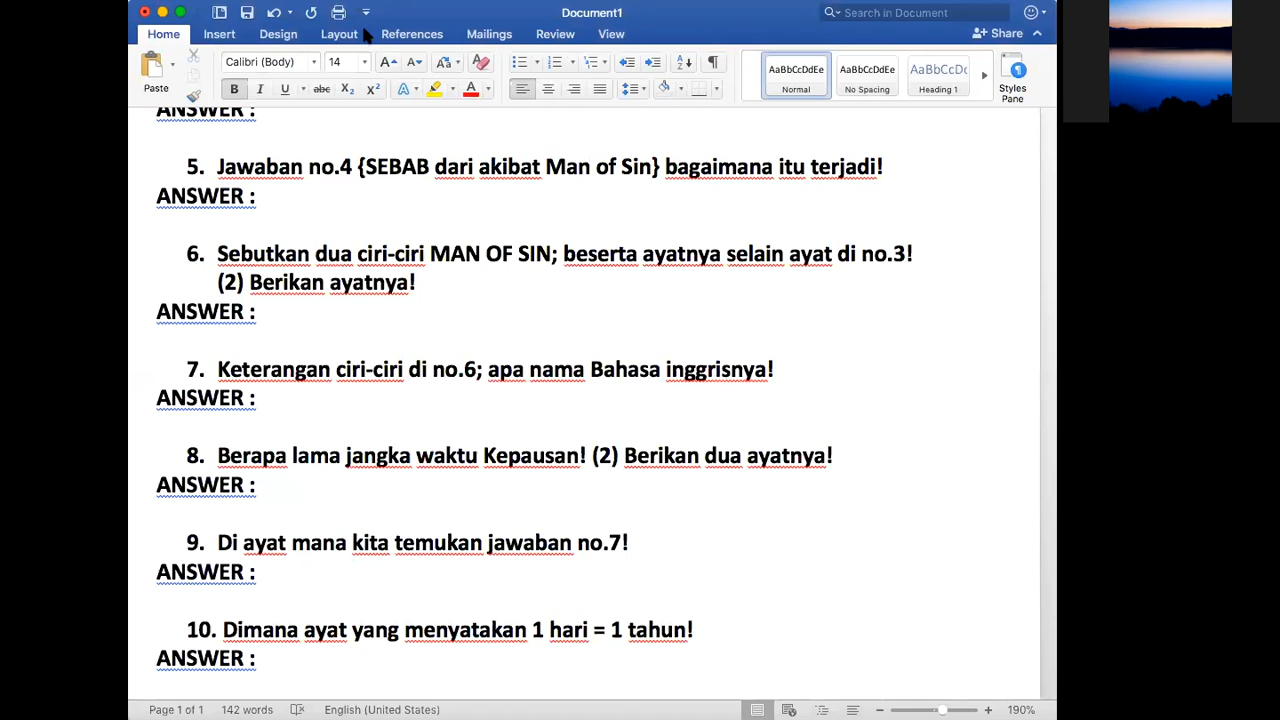 Document1
Search in Document
Home Insert Design Layout References Mailings Review View
Share
Paste
Calibri (Body) 14
AaBbCcDdEe AaBbCcDdEe AaBbCcDc
Normal No Spacing Heading 1
Styles Pane
ANSWER :
5. Jawaban no.4 {SEBAB dari akibat Man of Sin} bagaimana itu terjadi!
ANSWER :
6. Sebutkan dua ciri-ciri MAN OF SIN; beserta ayatnya selain ayat di no.3!
(2) Berikan ayatnya!
ANSWER :
7. Keterangan ciri-ciri di no.6; apa nama Bahasa inggrisnya!
ANSWER :
8. Berapa lama jangka waktu Kepausan! (2) Berikan dua ayatnya!
ANSWER :
9. Di ayat mana kita temukan jawaban no.7!
ANSWER :
10. Dimana ayat yang menyatakan 1 hari = 1 tahun!
ANSWER :
Page 1 of 1 142 words English (United States) 190%